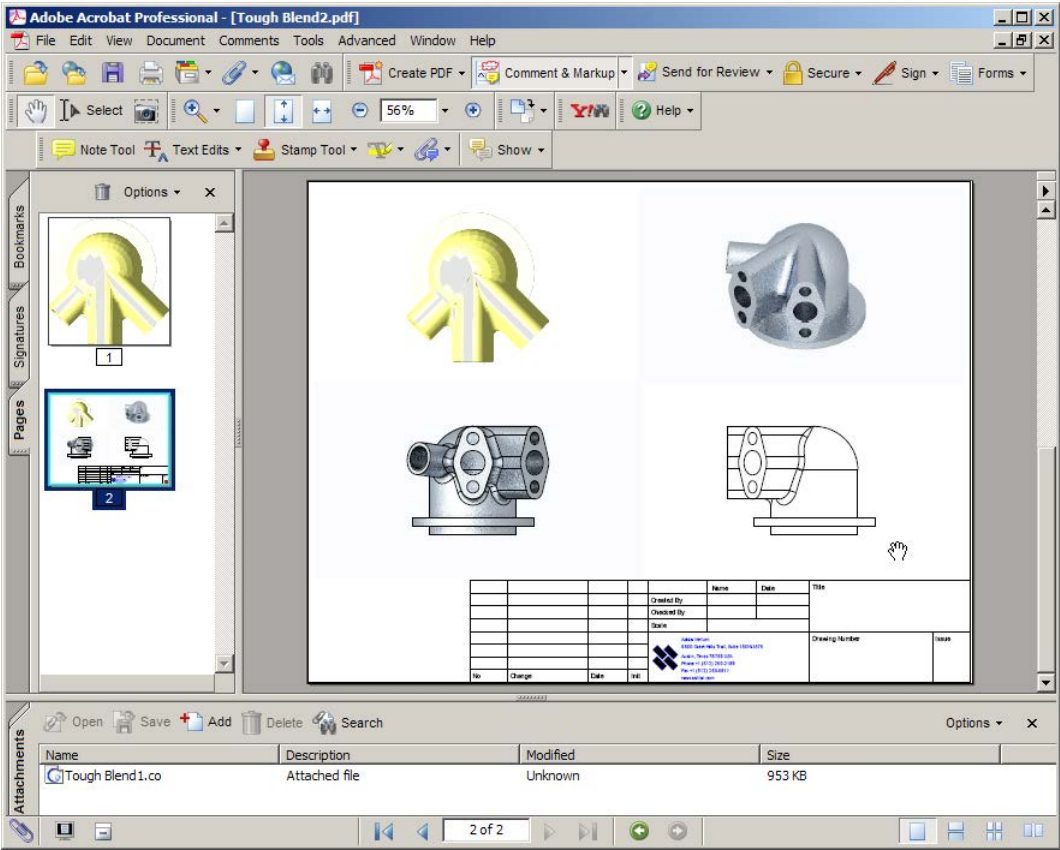 Adobe Acrobat Professional - [Tough Blend2.pdf]
File Edit View Document Comments Tools Advanced Window Help
Create PDF Comment & Markup Send for Review Secure Sign Forms
Select 56% Y! Help
Note Tool Text Edits Stamp Tool Show
Options
Bookmarks
Signatures
Pages
1
2
Name Date Title
Created By
Checked By
Scale
Drawing Number Issue
No Change Date Init
Open Save Add Delete Search Options
Attachments
Name Description Modified Size
Tough Blend1.co Attached file Unknown 953 KB
2 of 2